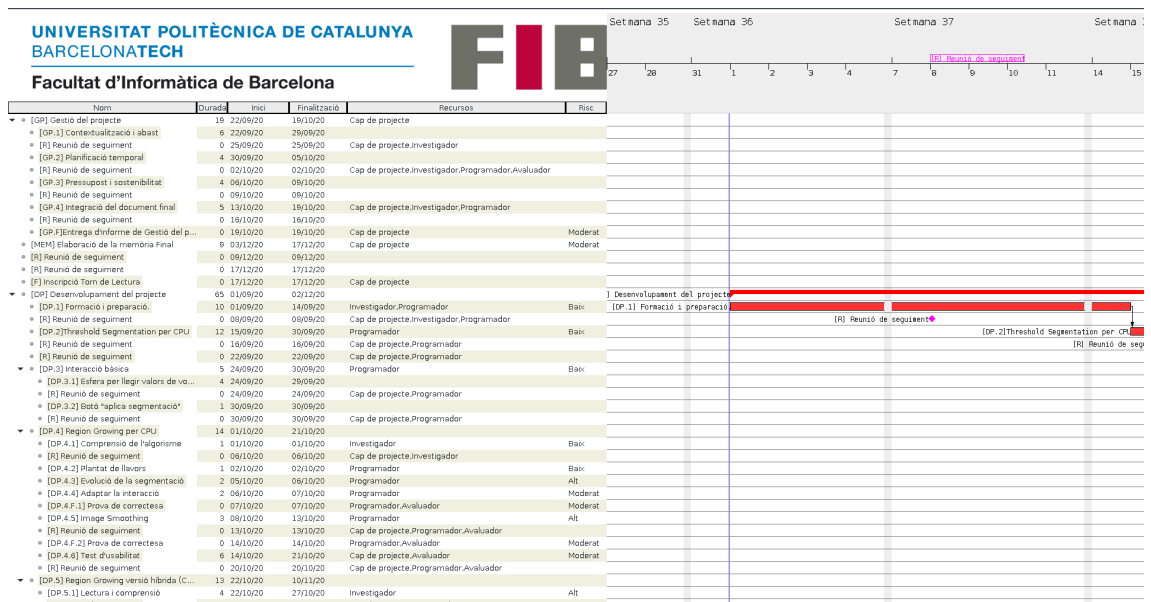 UNIVERSITAT POLITÈCNICA DE CATALUNYA
BARCELONATECH
Facultat d'Informàtica de Barcelona
FIB
Setmana 35 Setmana 36 Setmana 37 Setmana
[R] Reunió de seguiment
27 28 31 1 2 3 4 7 8 9 10 11 14 15
Nom Durada Inici Finalització Recursos Risc
[GP] Gestió del projecte 19 22/09/20 19/10/20 Cap de projecte
[GP.1] Contextualització i abast 6 22/09/20 29/09/20
[R] Reunió de seguiment 0 25/09/20 25/09/20 Cap de projecte,Investigador
[GP.2] Planificació temporal 4 30/09/20 05/10/20
[R] Reunió de seguiment 0 02/10/20 02/10/20 Cap de projecte,Investigador,Programador,Avaluador
[GP.3] Pressupost i sostenibilitat 4 06/10/20 09/10/20
[R] Reunió de seguiment 0 09/10/20 09/10/20
[GP.4] Integració del document final 5 13/10/20 19/10/20 Cap de projecte,Investigador,Programador
[R] Reunió de seguiment 0 16/10/20 16/10/20
[GP.F]Entrega d'informe de Gestió del p... 0 19/10/20 19/10/20 Cap de projecte Moderat
[MEM] Elaboració de la memòria Final 9 03/12/20 17/12/20 Cap de projecte Moderat
[R] Reunió de seguiment 0 09/12/20 09/12/20
[R] Reunió de seguiment 0 17/12/20 17/12/20
[F] Inscripció Torn de Lectura 0 17/12/20 17/12/20 Cap de projecte
[DP] Desenvolupament del projecte 65 01/09/20 02/12/20 ] Desenvolupament del projecte
[DP.1] Formació i preparació. 10 01/09/20 14/09/20 Investigador,Programador Baix [DP.1] Formació i preparació.
[R] Reunió de seguiment 0 08/09/20 08/09/20 Cap de projecte,Investigador,Programador [R] Reunió de seguiment
[DP.2]Threshold Segmentation per CPU 12 15/09/20 30/09/20 Programador Baix [DP.2]Threshold Segmentation per CPU
[R] Reunió de seguiment 0 16/09/20 16/09/20 Cap de projecte,Programador [R] Reunió de seg
[R] Reunió de seguiment 0 22/09/20 22/09/20 Cap de projecte,Programador
[DP.3] Interacció bàsica 5 24/09/20 30/09/20 Programador Baix
[DP.3.1] Esfera per llegir valors de vo... 4 24/09/20 29/09/20
[R] Reunió de seguiment 0 24/09/20 24/09/20 Cap de projecte,Programador
[DP.3.2] Botó "aplica segmentació" 1 30/09/20 30/09/20
[R] Reunió de seguiment 0 30/09/20 30/09/20 Cap de projecte,Programador
[DP.4] Region Growing per CPU 14 01/10/20 21/10/20
[DP.4.1] Comprensió de l'algorisme 1 01/10/20 01/10/20 Investigador Baix
[R] Reunió de seguiment 0 06/10/20 06/10/20 Cap de projecte,Investigador
[DP.4.2] Plantat de llavors 1 02/10/20 02/10/20 Programador Baix
[DP.4.3] Evolució de la segmentació 2 05/10/20 06/10/20 Programador Alt
[DP.4.4] Adaptar la interacció 2 06/10/20 07/10/20 Programador Moderat
[DP.4.F.1] Prova de correctesa 0 07/10/20 07/10/20 Programador,Avaluador Moderat
[DP.4.5] Image Smoothing 3 08/10/20 13/10/20 Programador Alt
[R] Reunió de seguiment 0 13/10/20 13/10/20 Cap de projecte,Programador,Avaluador
[DP.4.F.2] Prova de correctesa 0 14/10/20 14/10/20 Programador,Avaluador Moderat
[DP.4.6] Test d'usabilitat 6 14/10/20 21/10/20 Cap de projecte,Avaluador Moderat
[R] Reunió de seguiment 0 20/10/20 20/10/20 Cap de projecte,Programador,Avaluador
[DP.5] Region Growing versió híbrida (C... 13 22/10/20 10/11/20
[DP.5.1] Lectura i comprensió 4 22/10/20 27/10/20 Investigador Alt